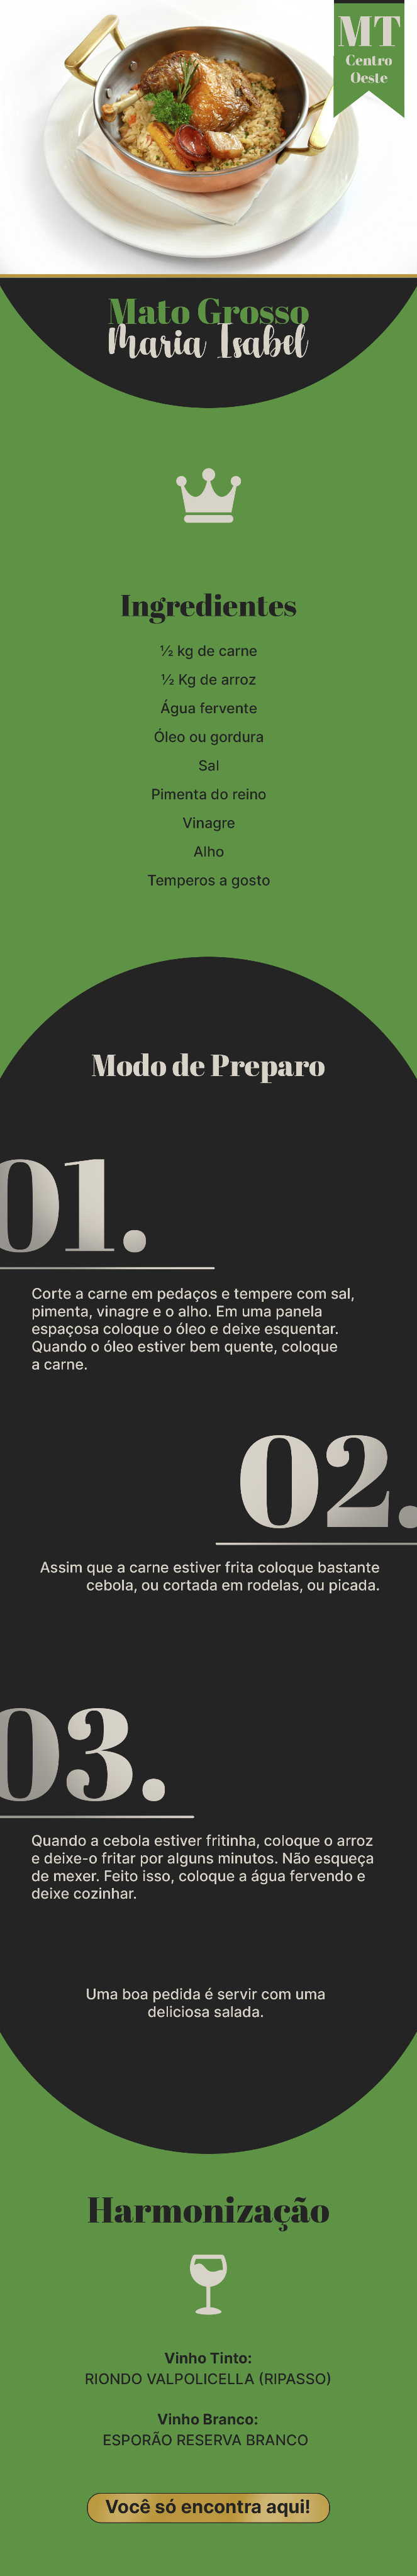 MT
Centro
Oeste
Mato Grosso
Maria Isabel
Ingredientes
½ kg de carne
½ Kg de arroz
Água fervente
Óleo ou gordura
Sal
Pimenta do reino
Vinagre
Alho
Temperos a gosto
Modo de Preparo
01.
Corte a carne em pedaços e tempere com sal,
pimenta, vinagre e o alho. Em uma panela
espaçosa coloque o óleo e deixe esquentar.
Quando o óleo estiver bem quente, coloque
a carne.
02.
Assim que a carne estiver frita coloque bastante
cebola, ou cortada em rodelas, ou picada.
03.
Quando a cebola estiver fritinha, coloque o arroz
e deixe-o fritar por alguns minutos. Não esqueça
de mexer. Feito isso, coloque a água fervendo e
deixe cozinhar.
Uma boa pedida é servir com uma
deliciosa salada.
Harmonização
Vinho Tinto:
RIONDO VALPOLICELLA (RIPASSO)
Vinho Branco:
ESPORÃO RESERVA BRANCO
Você só encontra aqui!